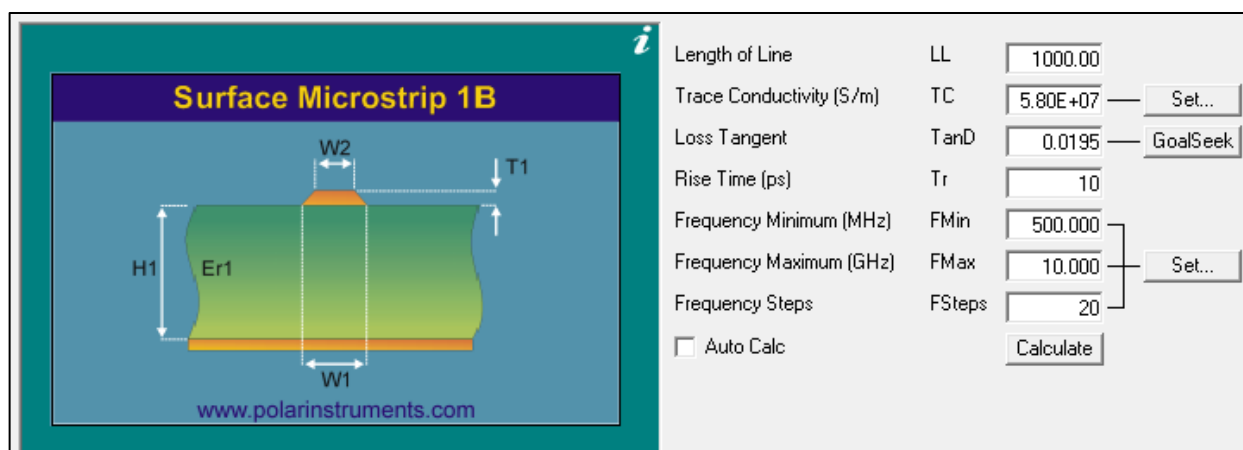 i
Surface Microstrip 1B
W2
T1
H1
Er1
W1
www.polarinstruments.com
Length of Line LL 1000.00
Trace Conductivity (S/m) TC 5.80E+07 Set...
Loss Tangent TanD 0.0195 GoalSeek
Rise Time (ps) Tr 10
Frequency Minimum (MHz) FMin 500.000
Frequency Maximum (GHz) FMax 10.000 Set...
Frequency Steps FSteps 20
Auto Calc Calculate